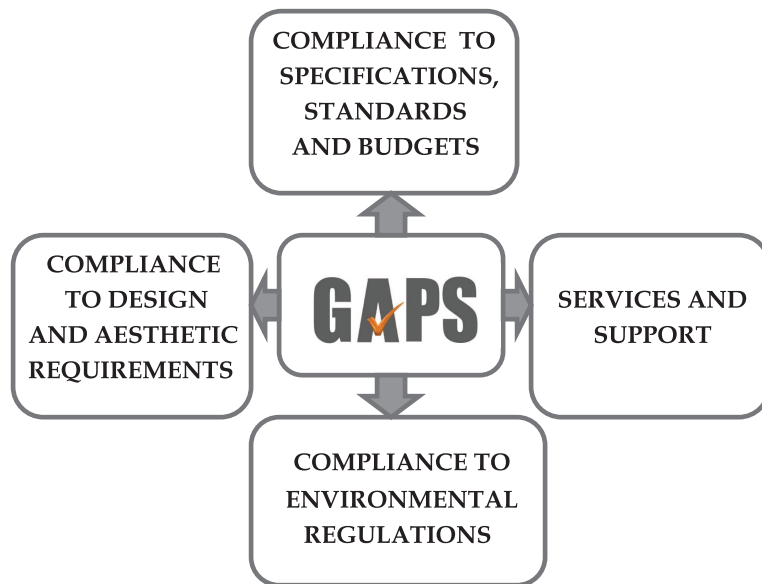 COMPLIANCE TO
SPECIFICATIONS,
STANDARDS
AND BUDGETS
COMPLIANCE
TO DESIGN
AND AESTHETIC
REQUIREMENTS
GAPS
SERVICES AND
SUPPORT
COMPLIANCE TO
ENVIRONMENTAL
REGULATIONS